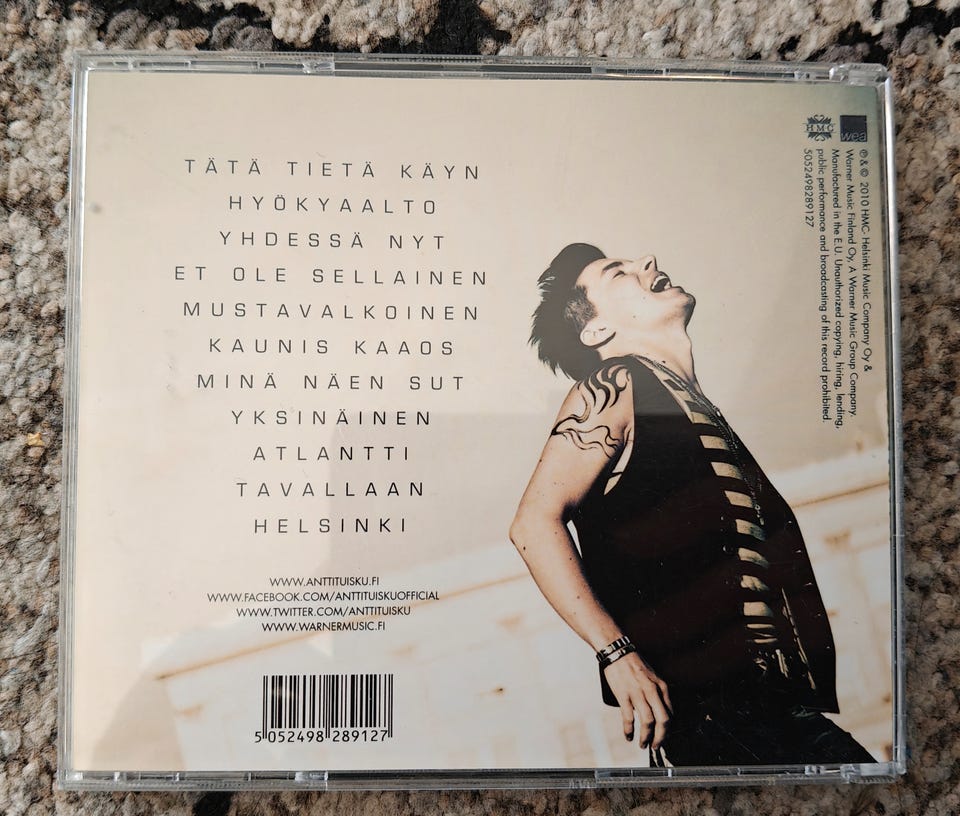 TÄTÄ TIETÄ KÄYN
HYÖKYAALTO
YHDESSÄ NYT
ET OLE SELLAINEN
MUSTAVALKOINEN
KAUNIS KAAOS
MINÄ NÄEN SUT
YKSINÄINEN
ATLANTTI
TAVALLAAN
HELSINKI
WWW.ANTTITUISKU.FI
WWW.FACEBOOK.COM/ANTTITUISKUOFFICIAL
WWW.TWITTER.COM/ANTTITUISKU
WWW.WARNERMUSIC.FI
5 052498 289127
HMC
wea
℗ & © 2010 HMC- Helsinki Music Company Oy &
Warner Music Finland Oy, A Warner Music Group Company.
Manufactured in the E.U. Unauthorized copying, hiring, lending,
public performance and broadcasting of this record prohibited.
5052498289127